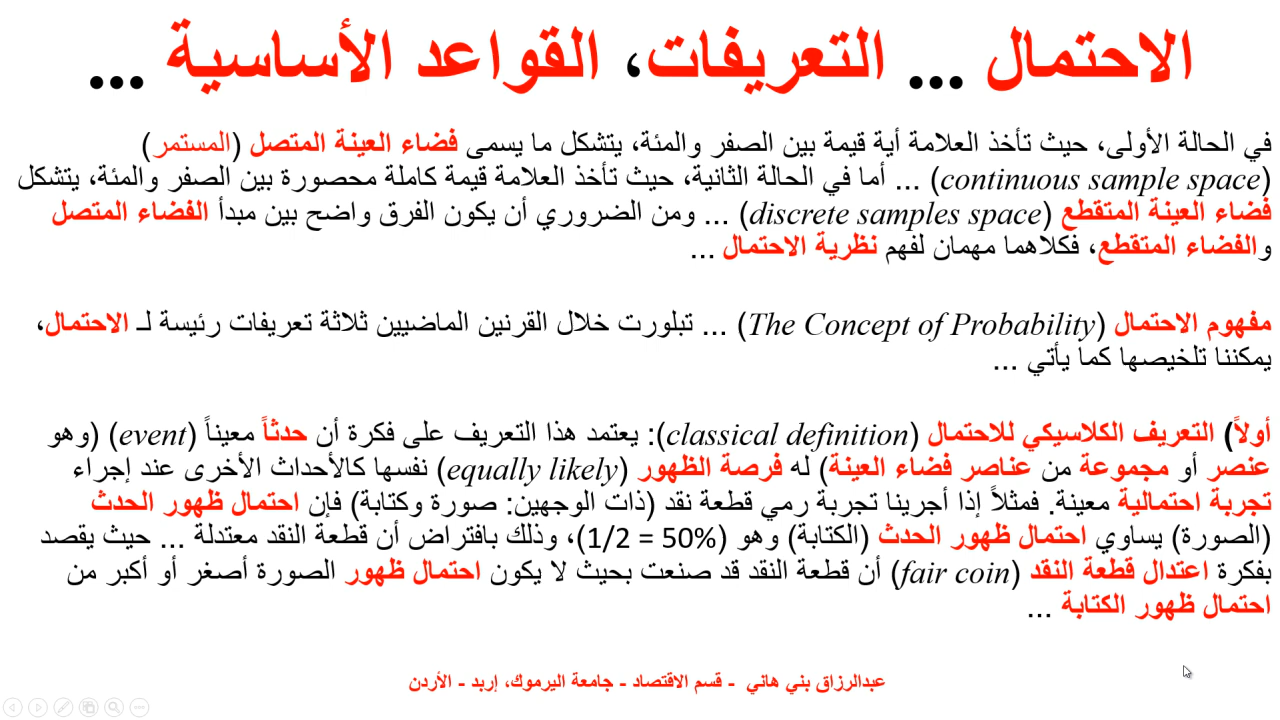 الاحتمال ... التعريفات، القواعد الأساسية ...
في الحالة الأولى، حيث تأخذ العلامة أية قيمة بين الصفر والمئة، يتشكل ما يسمى فضاء العينة المتصل (المستمر)
(continuous sample space) ... أما في الحالة الثانية، حيث تأخذ العلامة قيمة كاملة محصورة بين الصفر والمئة، يتشكل
فضاء العينة المتقطع (discrete samples space) ... ومن الضروري أن يكون الفرق واضح بين مبدأ الفضاء المتصل
والفضاء المتقطع، فكلاهما مهمان لفهم نظرية الاحتمال ...
مفهوم الاحتمال (The Concept of Probability) ... تبلورت خلال القرنين الماضيين ثلاثة تعريفات رئيسة لـ الاحتمال،
يمكننا تلخيصها كما يأتي ...
أولاً) التعريف الكلاسيكي للاحتمال (classical definition): يعتمد هذا التعريف على فكرة أن حدثاً معيناً (event) (وهو
عنصر أو مجموعة من عناصر فضاء العينة) له فرصة الظهور (equally likely) نفسها كالأحداث الأخرى عند إجراء
تجربة احتمالية معينة. فمثلاً إذا أجرينا تجربة رمي قطعة نقد (ذات الوجهين: صورة وكتابة) فإن احتمال ظهور الحدث
(الصورة) يساوي احتمال ظهور الحدث (الكتابة) وهو (1/2 = 50%)، وذلك بافتراض أن قطعة النقد معتدلة ... حيث يقصد
بفكرة اعتدال قطعة النقد (fair coin) أن قطعة النقد قد صنعت بحيث لا يكون احتمال ظهور الصورة أصغر أو أكبر من
احتمال ظهور الكتابة ...
عبدالرزاق بني هاني - قسم الاقتصاد - جامعة اليرموك، إربد - الأردن